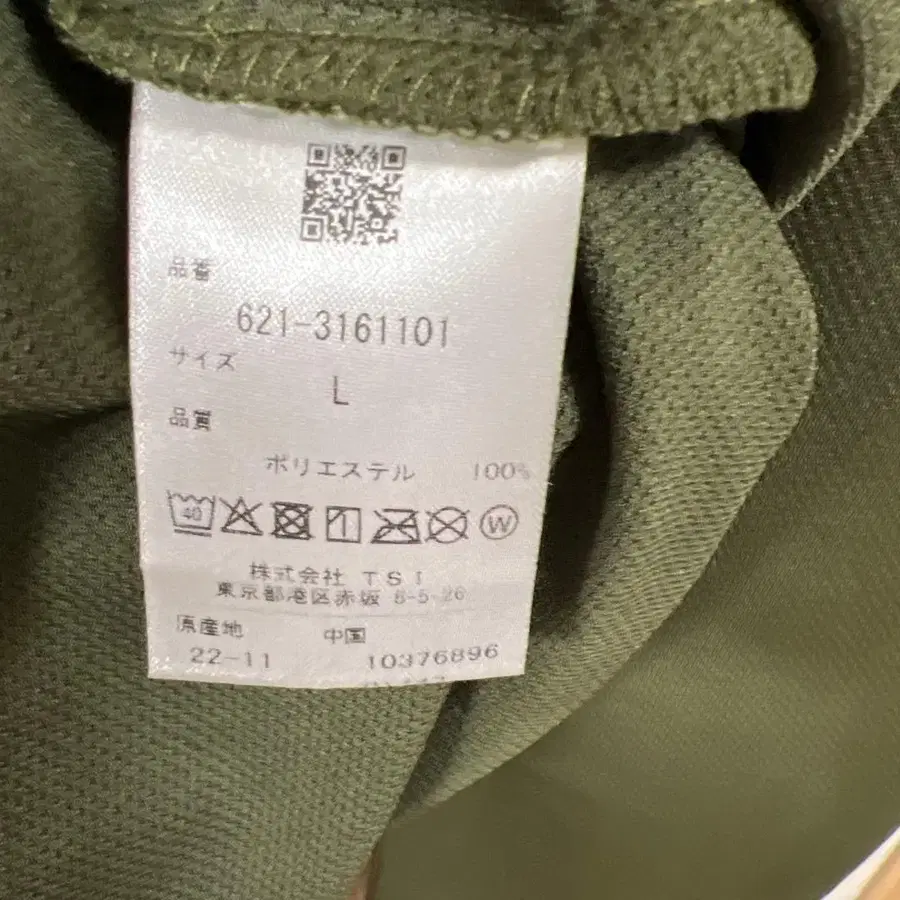 品番
621-3161101
サイズ
L
品質
ポリエステル 100%
40 W
株式会社 TSI
東京都港区赤坂 8-5-26
原産地 中国
22-11 10376896